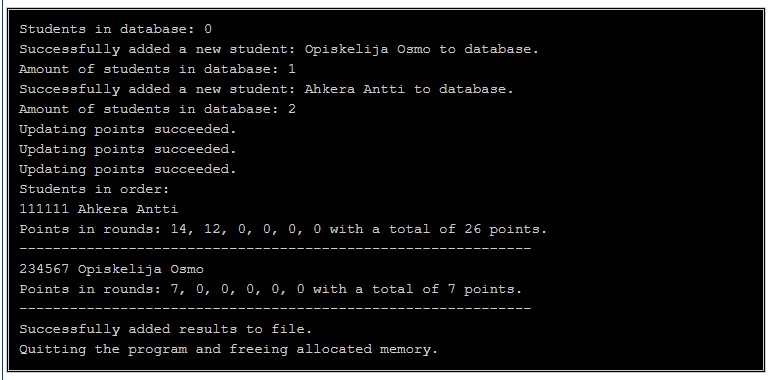 Students in database: 0
Successfully added a new student: Opiskelija Osmo to database.
Amount of students in database: 1
Successfully added a new student: Ahkera Antti to database.
Amount of students in database: 2
Updating points succeeded.
Updating points succeeded.
Updating points succeeded.
Students in order:
111111 Ahkera Antti
Points in rounds: 14, 12, 0, 0, 0, 0 with a total of 26 points.
-------------------------------------------------------------
234567 Opiskelija Osmo
Points in rounds: 7, 0, 0, 0, 0, 0 with a total of 7 points.
-------------------------------------------------------------
Successfully added results to file.
Quitting the program and freeing allocated memory.